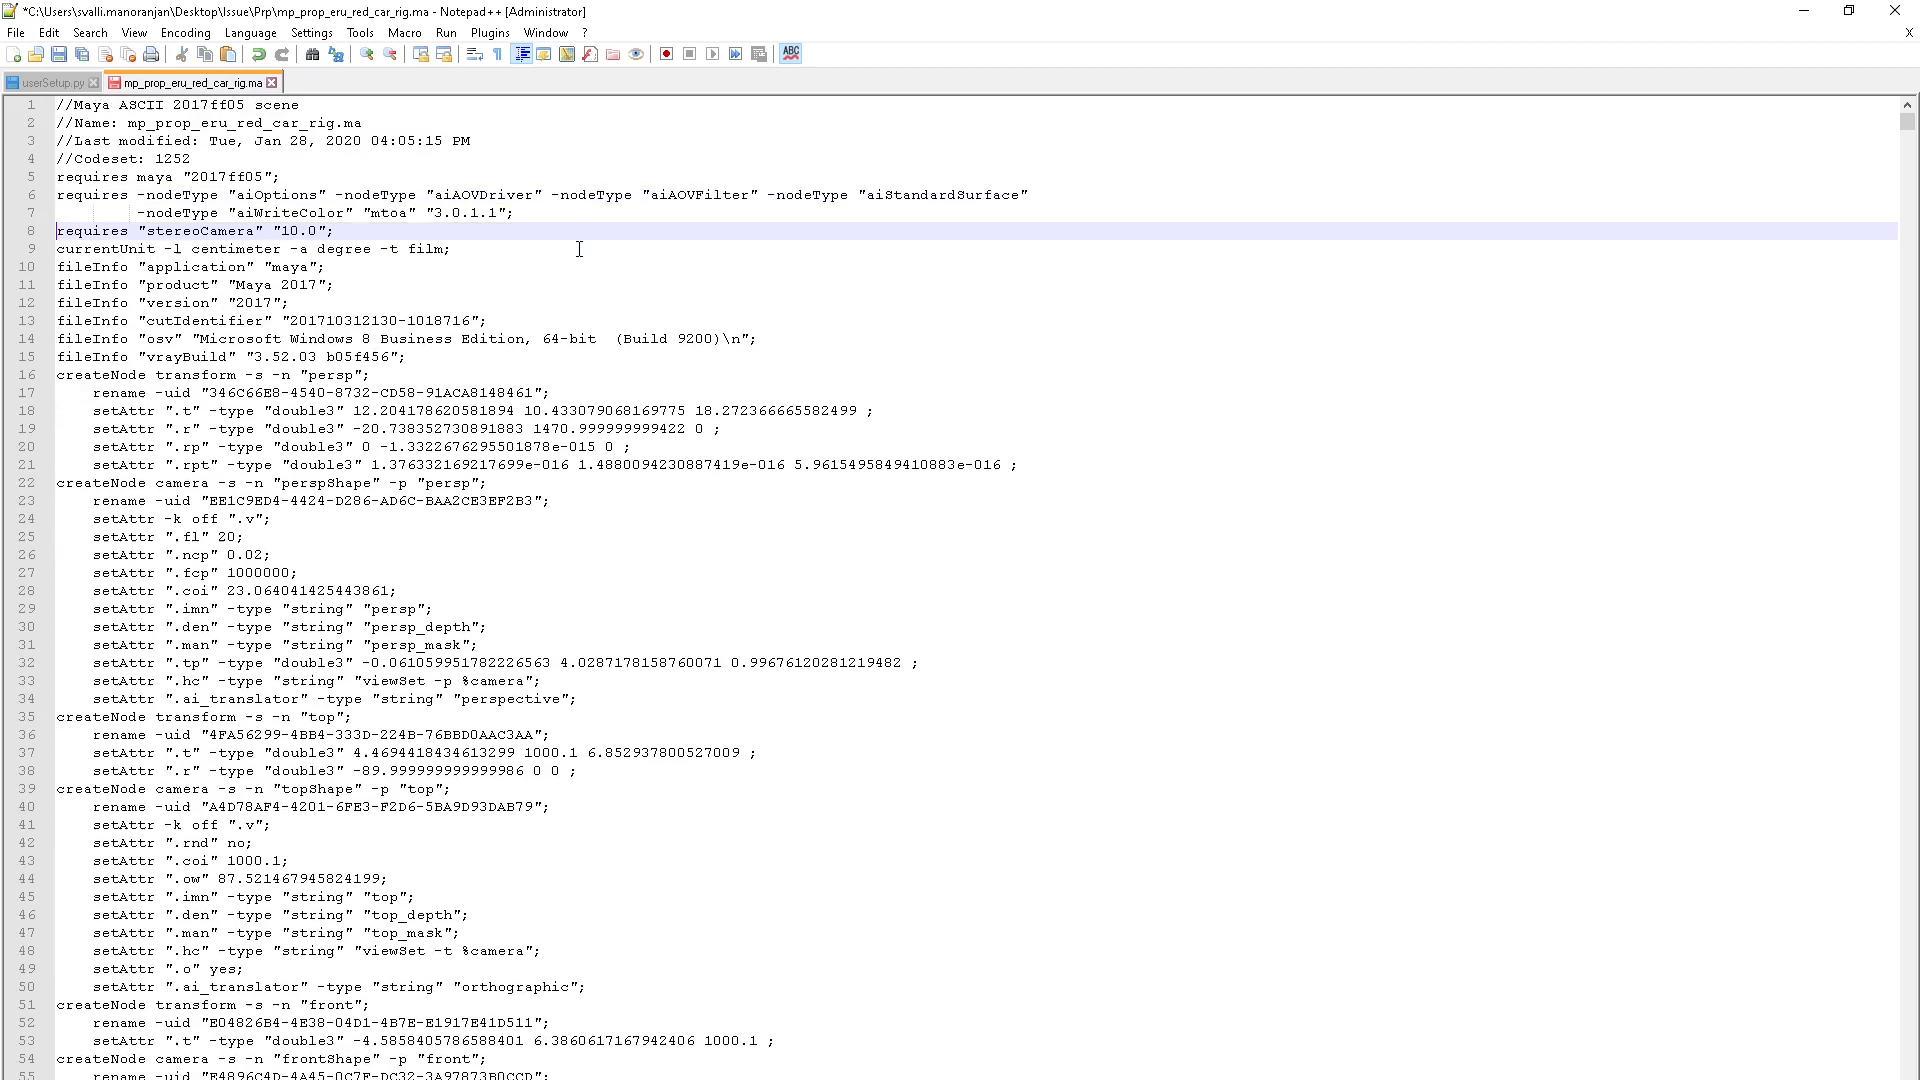 *C:\Users\svalli.manoranjan\Desktop\Issue\Prp\mp_prop_eru_red_car_rig.ma - Notepad++ [Administrator]
File Edit Search View Encoding Language Settings Tools Macro Run Plugins Window ? X
userSetup.py mp_prop_eru_red_car_rig.ma
1 //Maya ASCII 2017ff05 scene
2 //Name: mp_prop_eru_red_car_rig.ma
3 //Last modified: Tue, Jan 28, 2020 04:05:15 PM
4 //Codeset: 1252
5 requires maya "2017ff05";
6 requires -nodeType "aiOptions" -nodeType "aiAOVDriver" -nodeType "aiAOVFilter" -nodeType "aiStandardSurface"
7 -nodeType "aiWriteColor" "mtoa" "3.0.1.1";
8 requires "stereoCamera" "10.0";
9 currentUnit -l centimeter -a degree -t film;
10 fileInfo "application" "maya";
11 fileInfo "product" "Maya 2017";
12 fileInfo "version" "2017";
13 fileInfo "cutIdentifier" "201710312130-1018716";
14 fileInfo "osv" "Microsoft Windows 8 Business Edition, 64-bit  (Build 9200)\n";
15 fileInfo "vrayBuild" "3.52.03 b05f456";
16 createNode transform -s -n "persp";
17 rename -uid "346C66E8-4540-8732-CD58-91ACA8148461";
18 setAttr ".t" -type "double3" 12.204178620581894 10.433079068169775 18.272366665582499 ;
19 setAttr ".r" -type "double3" -20.738352730891883 1470.999999999422 0 ;
20 setAttr ".rp" -type "double3" 0 -1.3322676295501878e-015 0 ;
21 setAttr ".rpt" -type "double3" 1.376332169217699e-016 1.4880094230887419e-016 5.9615495849410883e-016 ;
22 createNode camera -s -n "perspShape" -p "persp";
23 rename -uid "EE1C9ED4-4424-D286-AD6C-BAA2CE3EF2B3";
24 setAttr -k off ".v";
25 setAttr ".fl" 20;
26 setAttr ".ncp" 0.02;
27 setAttr ".fcp" 1000000;
28 setAttr ".coi" 23.064041425443861;
29 setAttr ".imn" -type "string" "persp";
30 setAttr ".den" -type "string" "persp_depth";
31 setAttr ".man" -type "string" "persp_mask";
32 setAttr ".tp" -type "double3" -0.061059951782226563 4.0287178158760071 0.99676120281219482 ;
33 setAttr ".hc" -type "string" "viewSet -p %camera";
34 setAttr ".ai_translator" -type "string" "perspective";
35 createNode transform -s -n "top";
36 rename -uid "4FA56299-4BB4-333D-224B-76BBD0AAC3AA";
37 setAttr ".t" -type "double3" 4.4694418434613299 1000.1 6.852937800527009 ;
38 setAttr ".r" -type "double3" -89.999999999999986 0 0 ;
39 createNode camera -s -n "topShape" -p "top";
40 rename -uid "A4D78AF4-4201-6FE3-F2D6-5BA9D93DAB79";
41 setAttr -k off ".v";
42 setAttr ".rnd" no;
43 setAttr ".coi" 1000.1;
44 setAttr ".ow" 87.521467945824199;
45 setAttr ".imn" -type "string" "top";
46 setAttr ".den" -type "string" "top_depth";
47 setAttr ".man" -type "string" "top_mask";
48 setAttr ".hc" -type "string" "viewSet -t %camera";
49 setAttr ".o" yes;
50 setAttr ".ai_translator" -type "string" "orthographic";
51 createNode transform -s -n "front";
52 rename -uid "E04826B4-4E38-04D1-4B7E-E1917E41D511";
53 setAttr ".t" -type "double3" -4.5858405786588401 6.3860617167942406 1000.1 ;
54 createNode camera -s -n "frontShape" -p "front";
55 rename -uid "E4896C4D-4A45-0C7F-DC32-3A97873B0CCD";